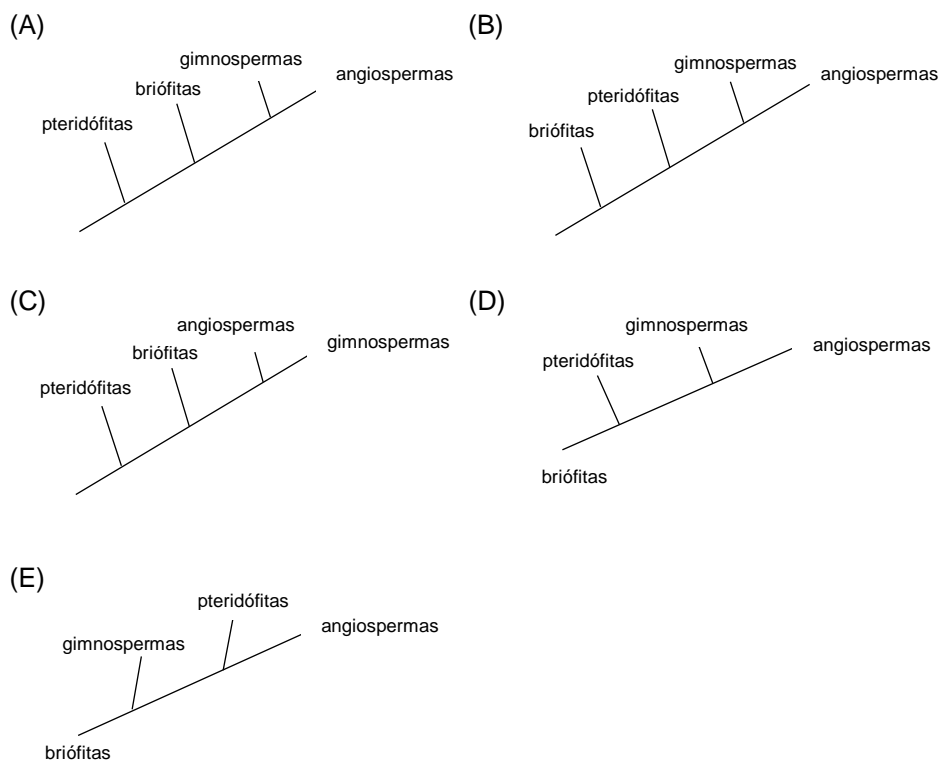 (A)
gimnospermas
angiospermas
briófitas
pteridófitas
(B)
gimnospermas
angiospermas
pteridófitas
briófitas
(C)
angiospermas
gimnospermas
briófitas
pteridófitas
(D)
gimnospermas
angiospermas
pteridófitas
briófitas
(E)
pteridófitas
angiospermas
gimnospermas
briófitas